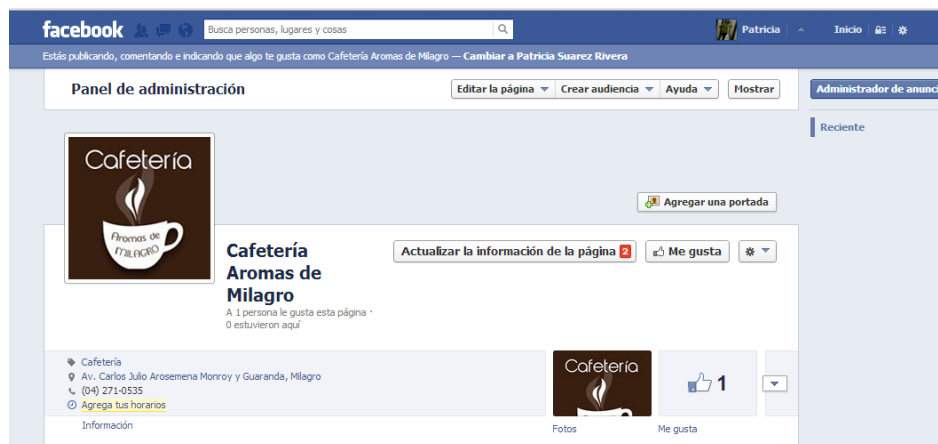 facebook
Busca personas, lugares y cosas
Patricia
Inicio
Estás publicando, comentando e indicando que algo te gusta como Cafetería Aromas de Milagro — Cambiar a Patricia Suarez Rivera
Panel de administración
Editar la página
Crear audiencia
Ayuda
Mostrar
Administrador de anunci
Reciente
Cafetería
Aromas de
MILAGRO
Agregar una portada
Cafetería
Aromas de
Milagro
A 1 persona le gusta esta página ·
0 estuvieron aquí
Actualizar la información de la página 2
Me gusta
Cafetería
Av. Carlos Julio Arosemena Monroy y Guaranda, Milagro
(04) 271-0535
Agrega tus horarios
Información
Cafetería
Fotos
1
Me gusta